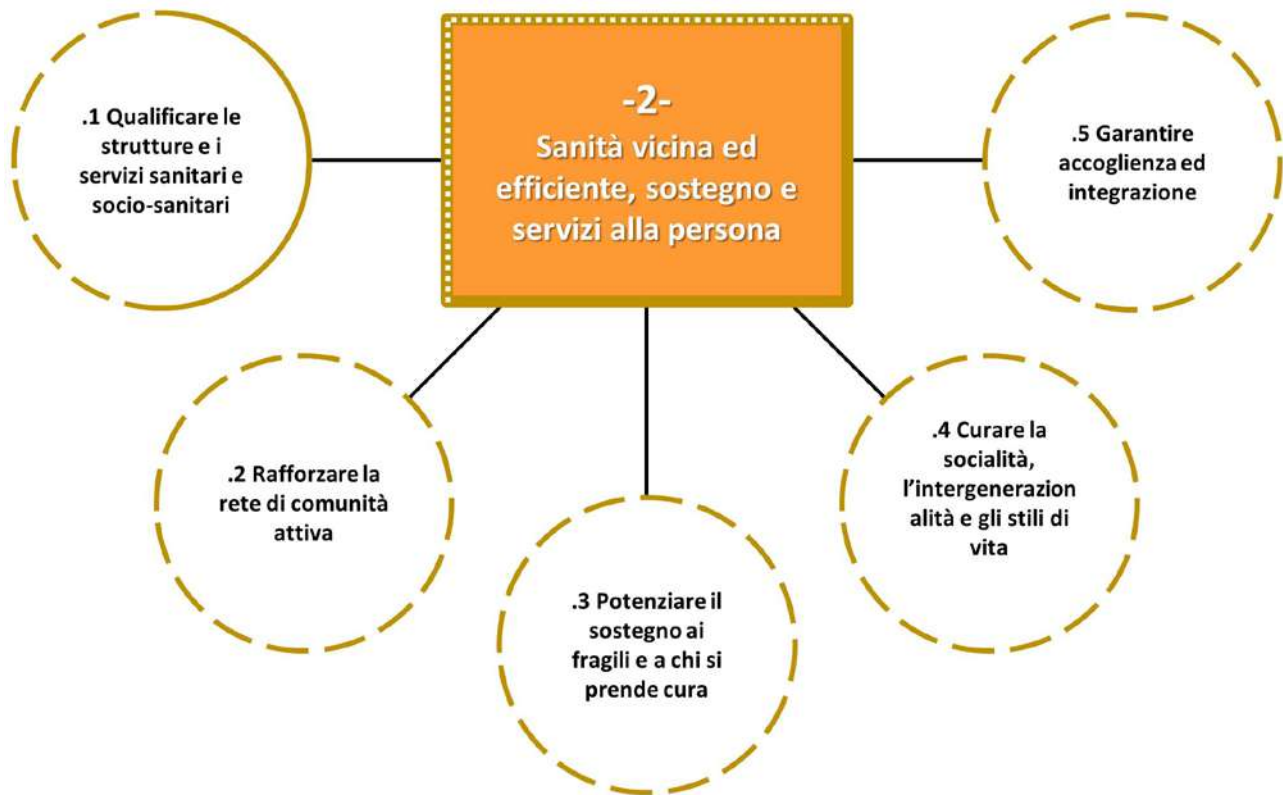 -2-
Sanità vicina ed
efficiente, sostegno e
servizi alla persona
.1 Qualificare le
strutture e i
servizi sanitari e
socio-sanitari
.2 Rafforzare la
rete di comunità
attiva
.3 Potenziare il
sostegno ai
fragili e a chi si
prende cura
.4 Curare la
socialità,
l’intergenerazion
alità e gli stili di
vita
.5 Garantire
accoglienza ed
integrazione